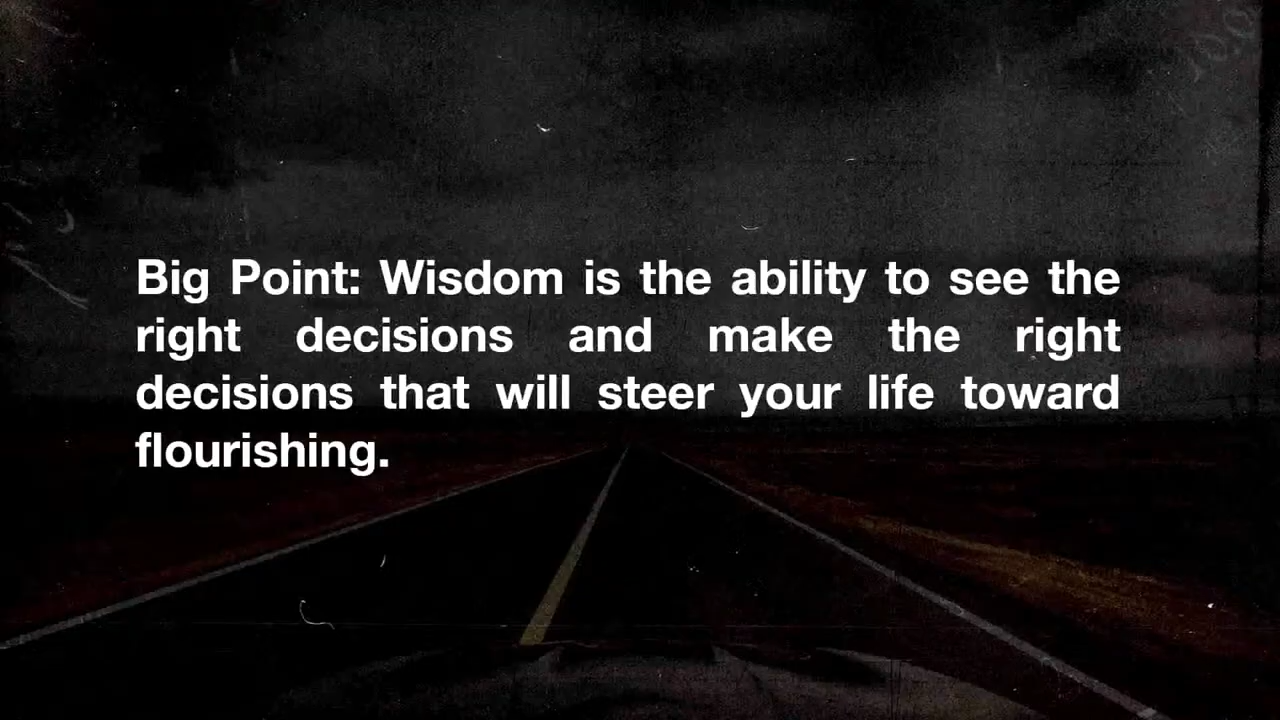 Big Point: Wisdom is the ability to see the
right decisions and make the right
decisions that will steer your life toward
flourishing.